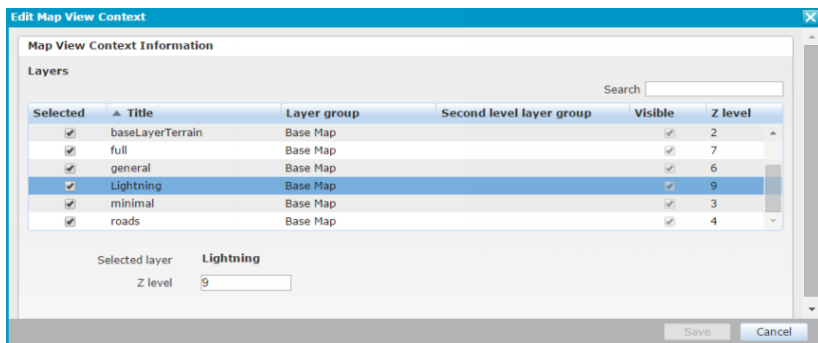 Edit Map View Context
Map View Context Information
Layers
Search
Selected Title Layer group Second level layer group Visible Z level
baseLayerTerrain Base Map 2
full Base Map 7
general Base Map 6
Lightning Base Map 9
minimal Base Map 3
roads Base Map 4
Selected layer Lightning
Z level 9
Save Cancel